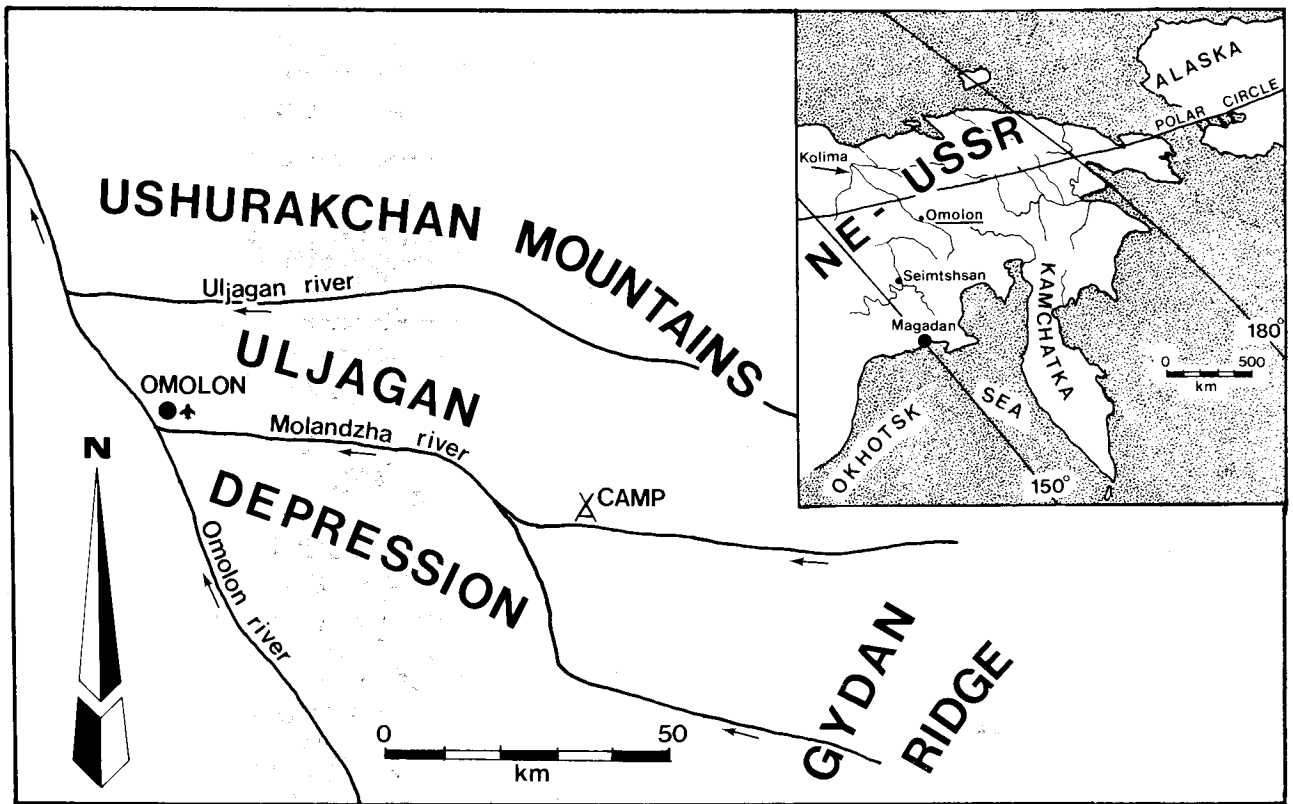 USHURAKCHAN MOUNTAINS
Uljagan river
ULJAGAN
DEPRESSION
OMOLON
Molandzha river
N
CAMP
Omolon river
0 50
km
GYDAN
RIDGE
ALASKA
POLAR CIRCLE
NE-USSR
Kolima
Omolon
Seimtshsan
Magadan
KAMCHATKA
OKHOTSK
SEA
180°
150°
0 500
km